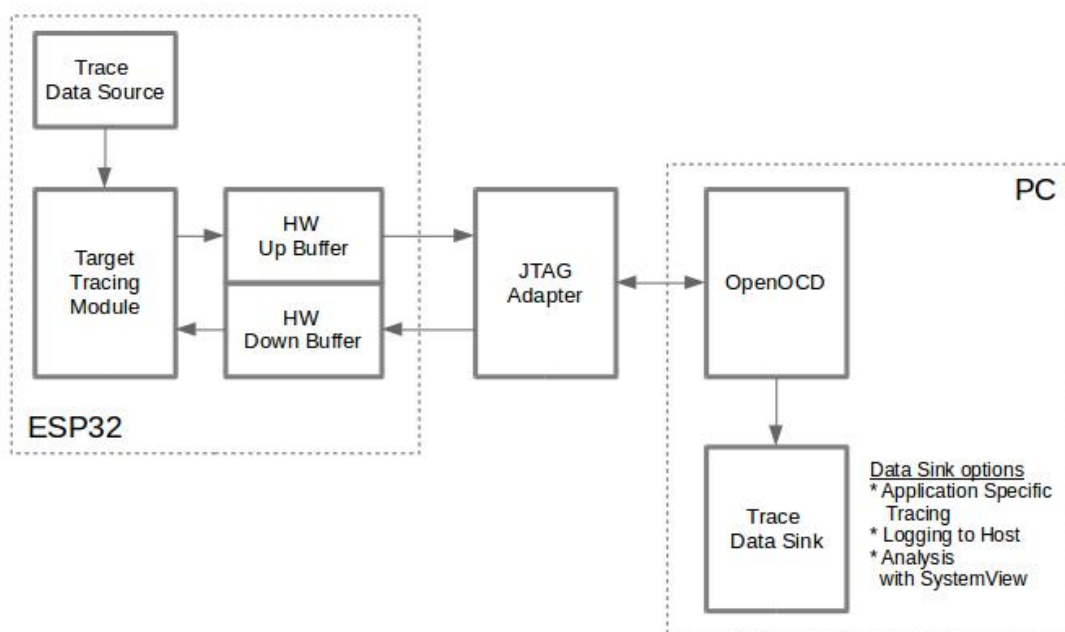 Trace
Data Source
Target
Tracing
Module
HW
Up Buffer
HW
Down Buffer
ESP32
JTAG
Adapter
PC
OpenOCD
Trace
Data Sink
Data Sink options
* Application Specific
Tracing
* Logging to Host
* Analysis
with SystemView